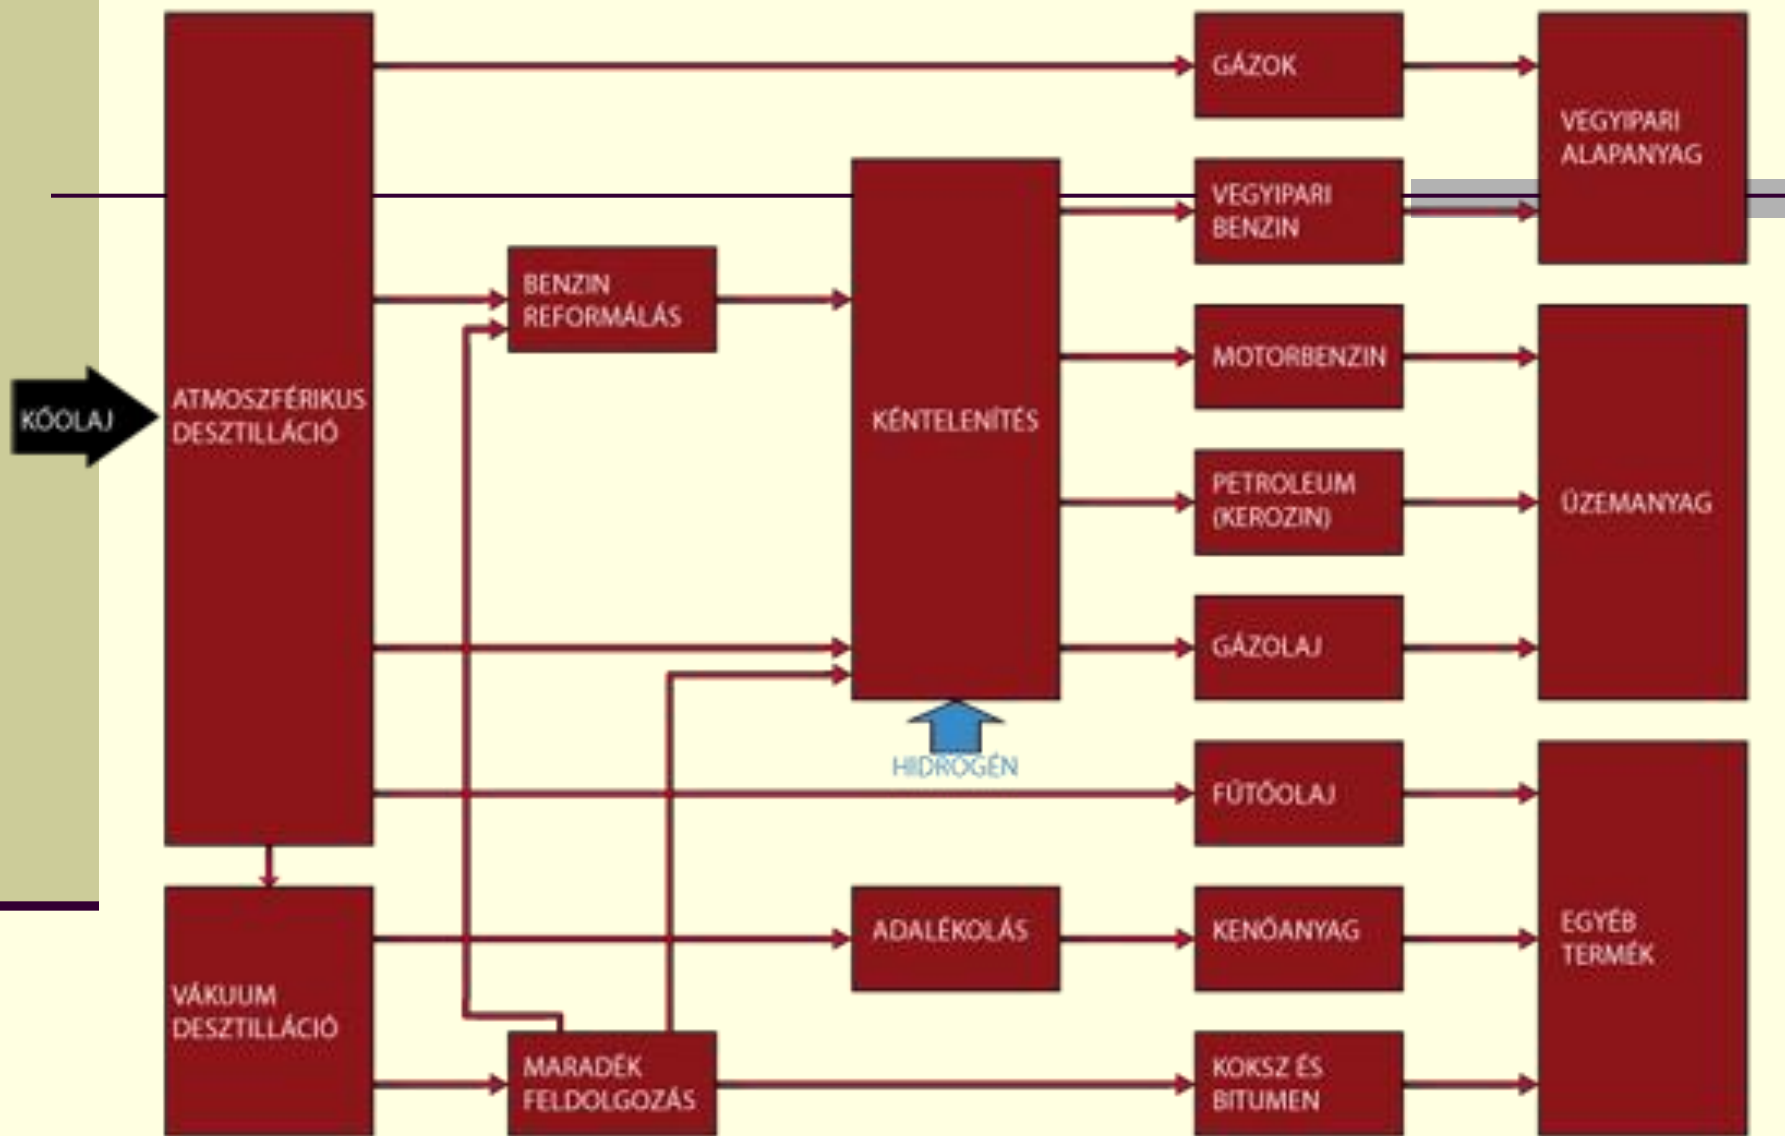 GÁZOK
VEGYIPARI
ALAPANYAG
VEGYIPARI
BENZIN
BENZIN
REFORMÁLÁS
MOTORBENZIN
KŐOLAJ
ATMOSZFÉRIKUS
DESZTILLÁCIÓ
KÉNTELENÍTÉS
PETROLEUM
(KEROZIN)
ÜZEMANYAG
GÁZOLAJ
HIDROGÉN
FŰTŐOLAJ
ADALÉKOLÁS
KENŐANYAG
EGYÉB
TERMÉK
VÁKUUM
DESZTILLÁCIÓ
MARADÉK
FELDOLGOZÁS
KOKSZ ÉS
BITUMEN